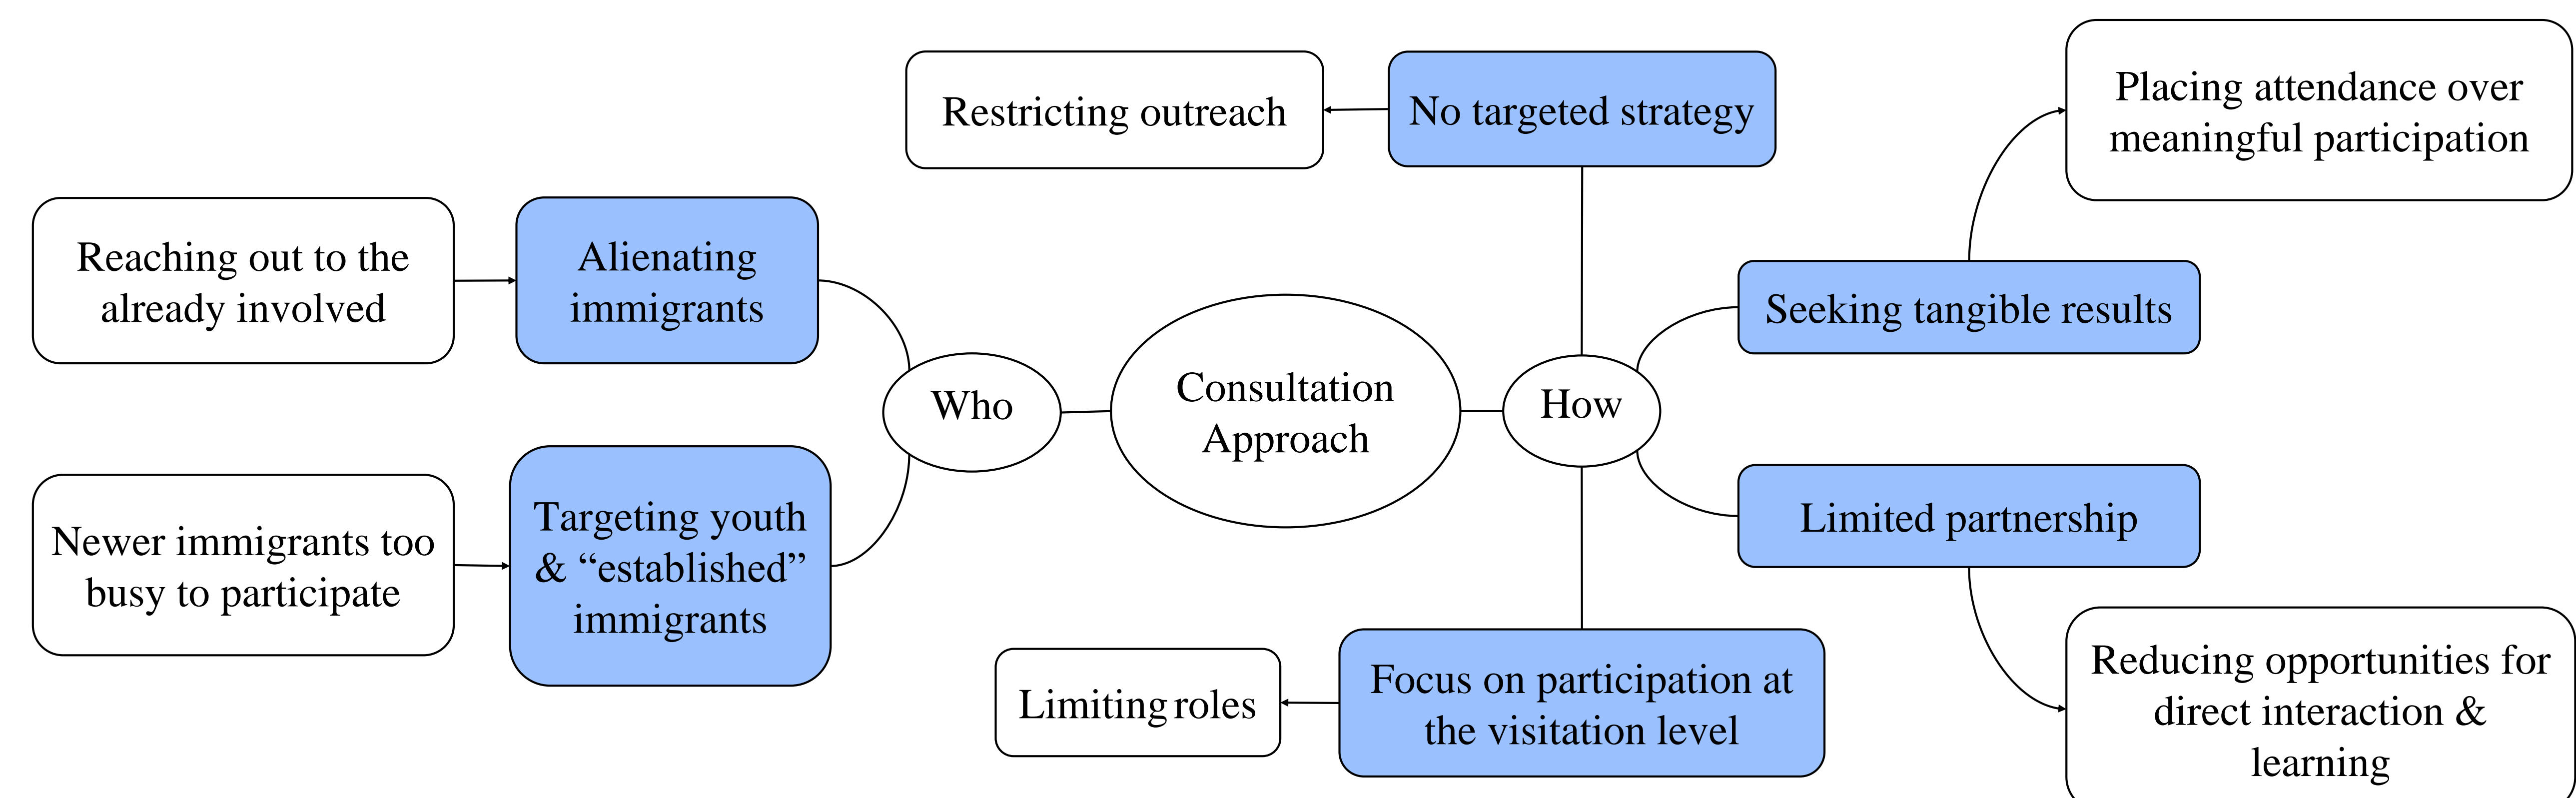 Restricting outreach
No targeted strategy
Placing attendance over
meaningful participation
Reaching out to the
already involved
Alienating
immigrants
Seeking tangible results
Who
Consultation
Approach
How
Newer immigrants too
busy to participate
Targeting youth
& “established”
immigrants
Limited partnership
Limiting roles
Focus on participation at
the visitation level
Reducing opportunities for
direct interaction &
learning